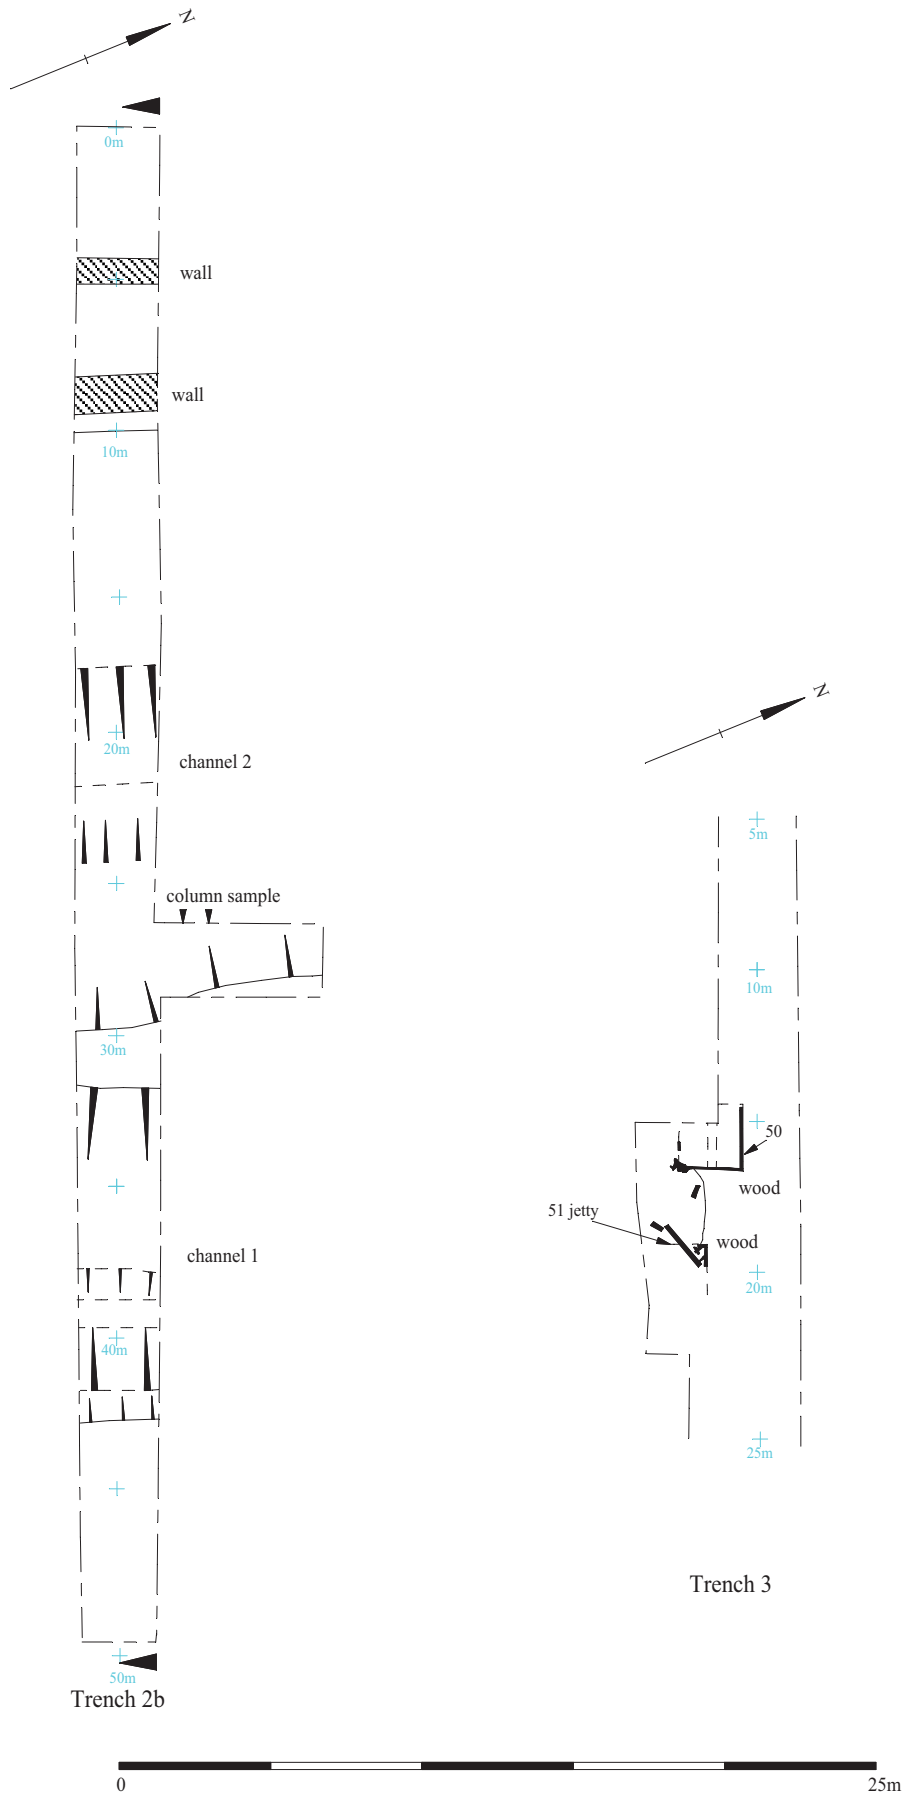 N
0m
wall
wall
10m
20m
channel 2
column sample
30m
channel 1
40m
50m
Trench 2b
N
5m
10m
50
wood
51 jetty
wood
20m
25m
Trench 3
0
25m